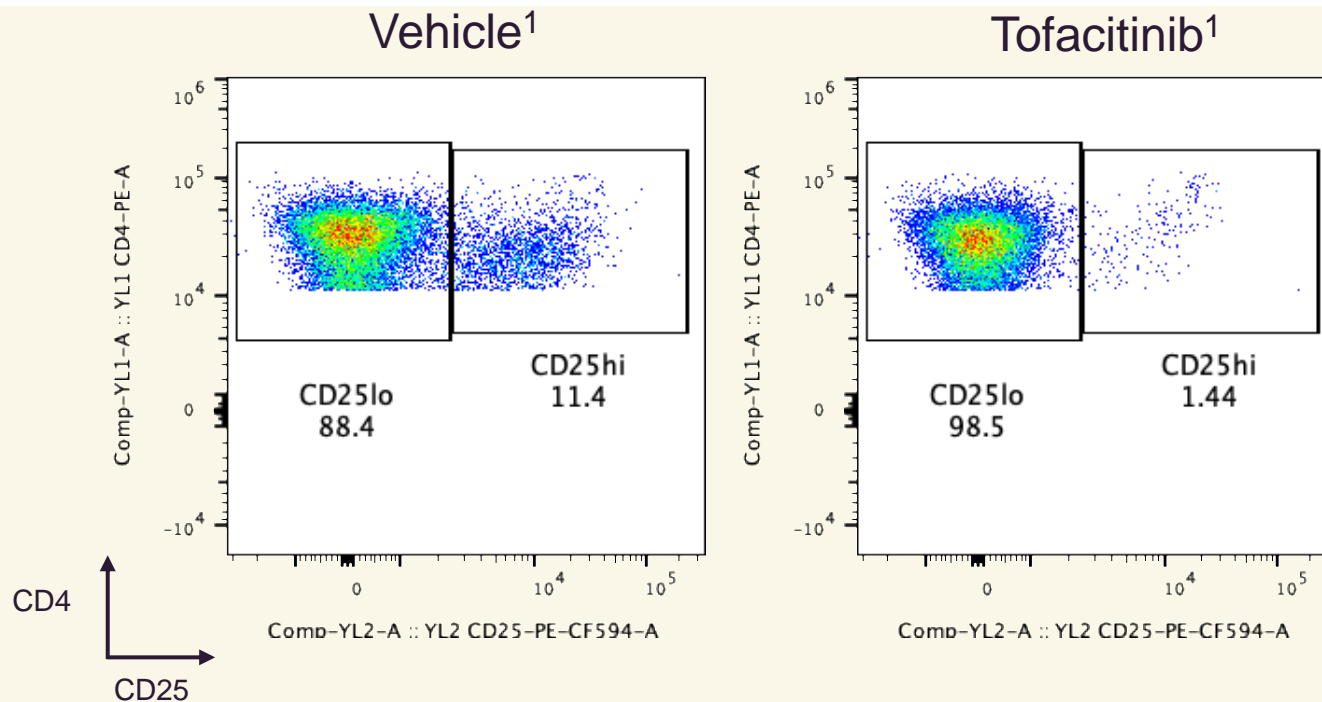 Vehicle1
Tofacitinib1
10^6
10^5
10^4
0
-10^4
Comp-YL1-A :: YL1 CD4-PE-A
CD25lo
88.4
CD25hi
11.4
0
10^4
10^5
Comp-YL2-A :: YL2 CD25-PE-CF594-A
10^6
10^5
10^4
0
-10^4
Comp-YL1-A :: YL1 CD4-PE-A
CD25lo
98.5
CD25hi
1.44
0
10^4
10^5
Comp-YL2-A :: YL2 CD25-PE-CF594-A
CD4
CD25